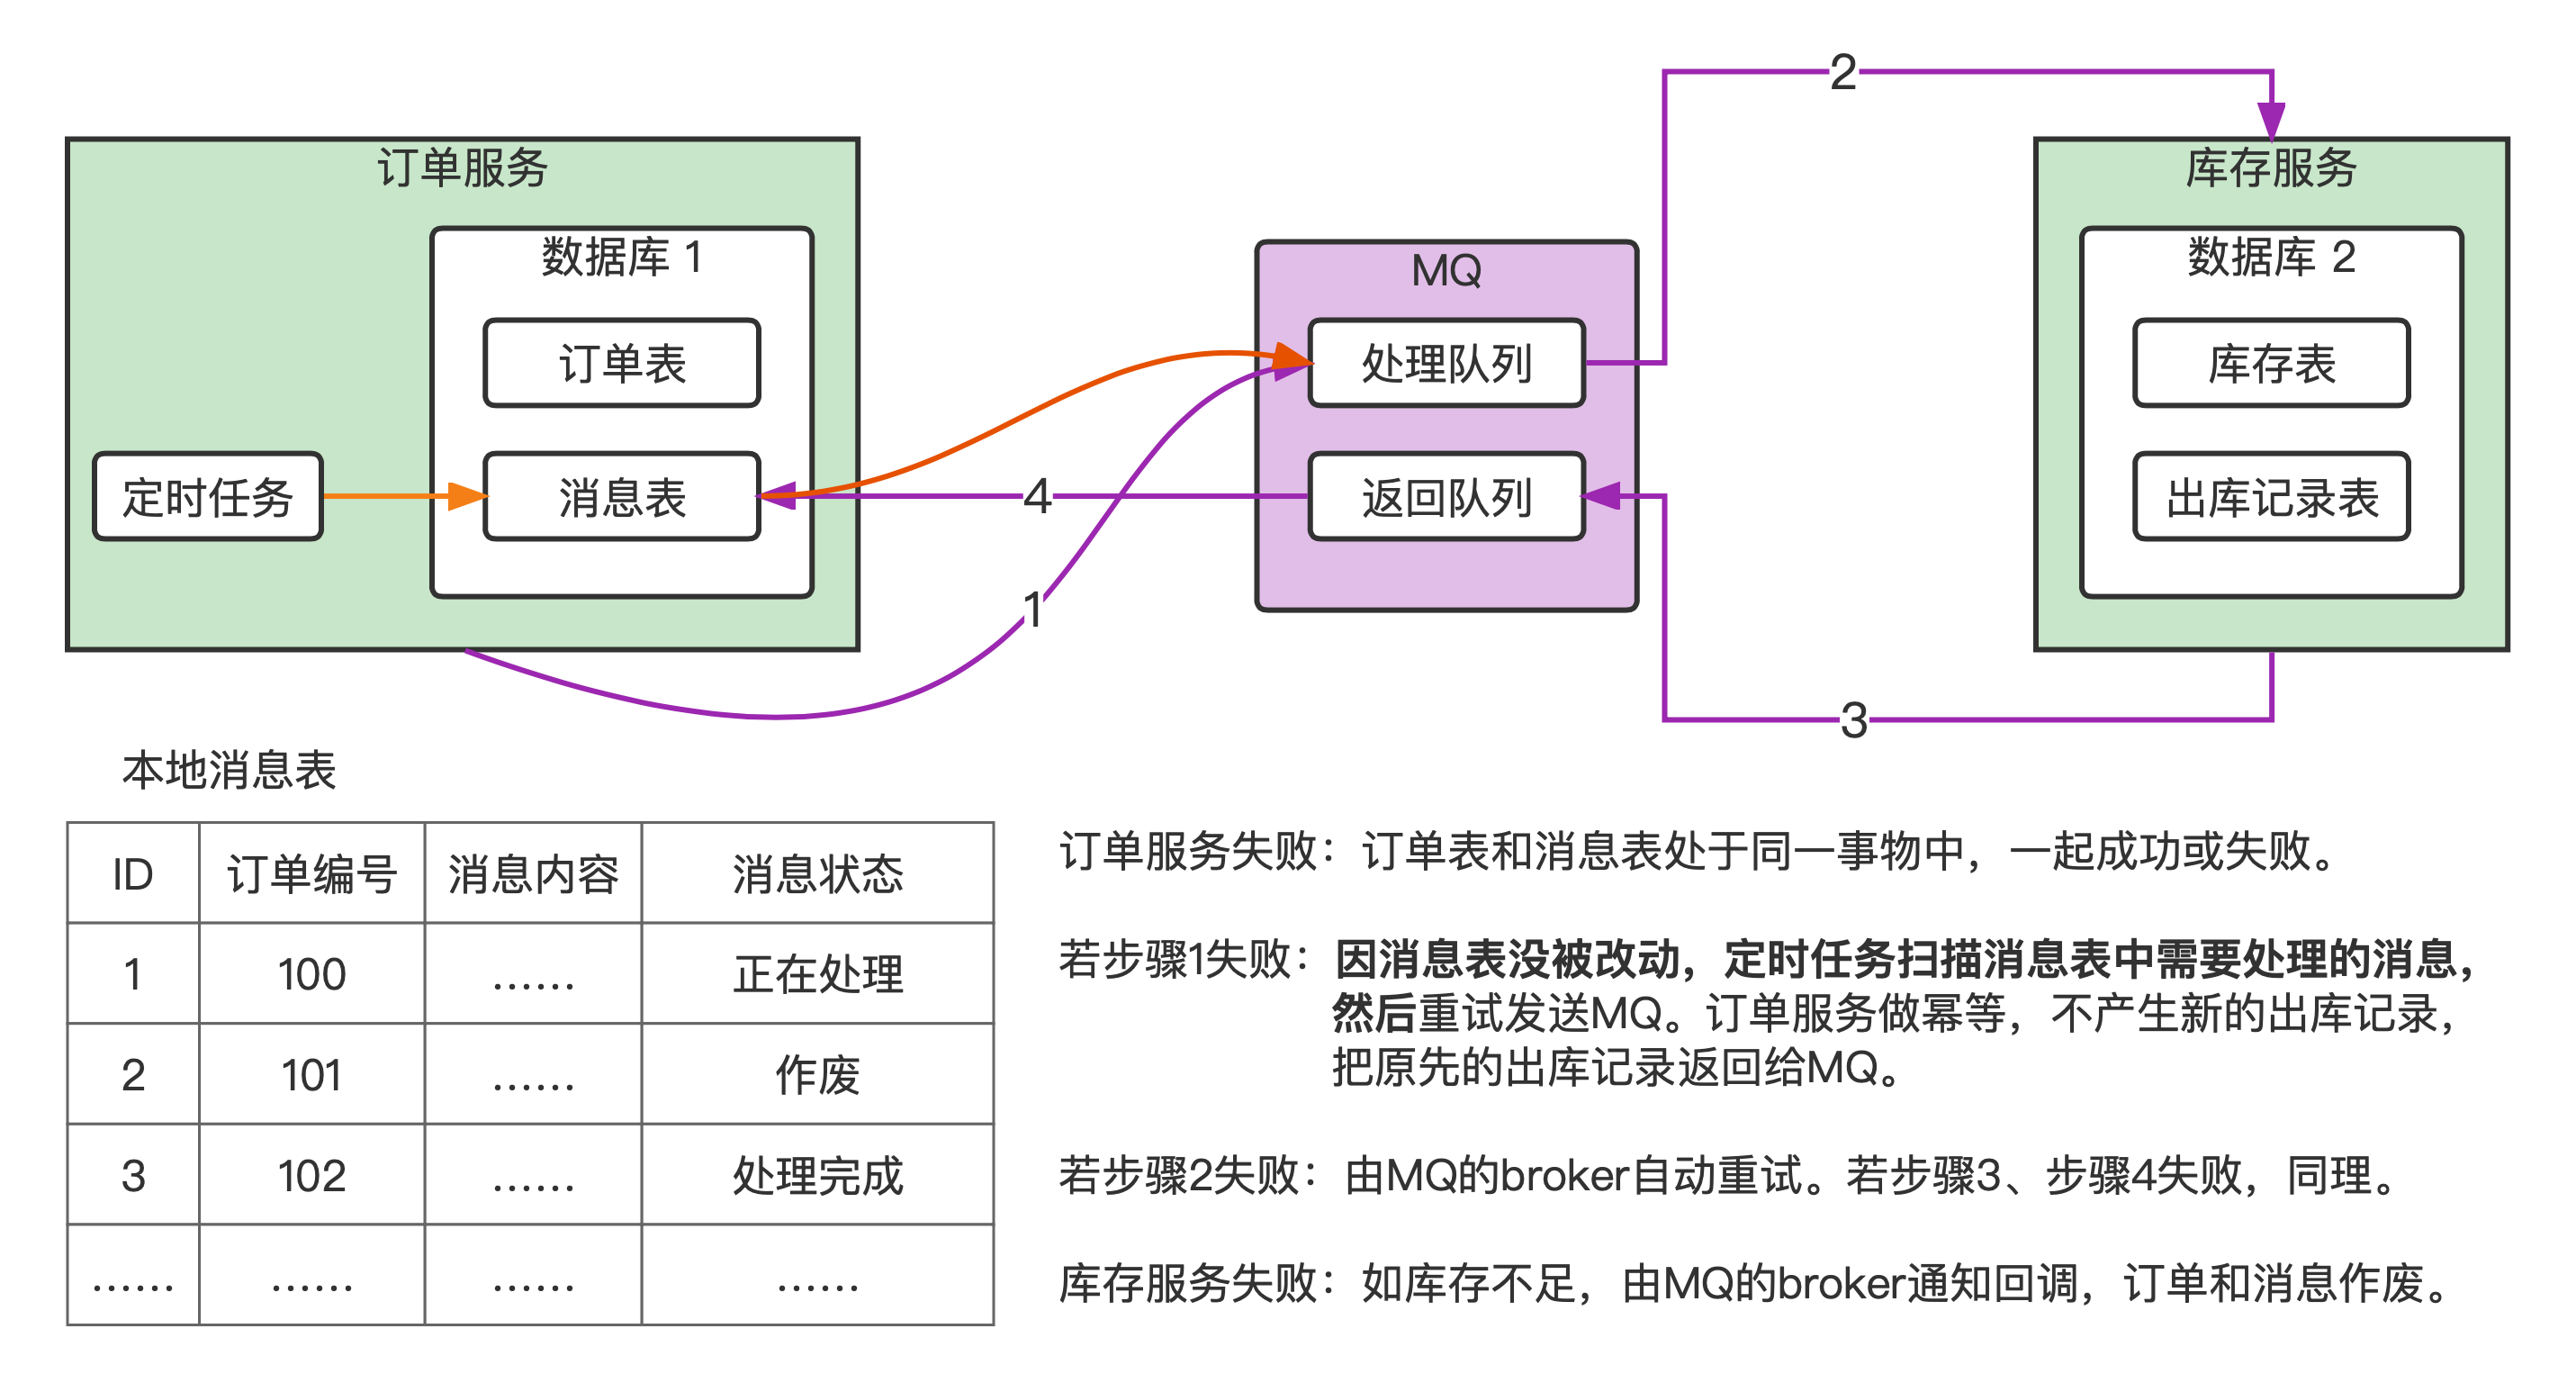 2
订单服务
库存服务
数据库 1
MQ
数据库 2
订单表
处理队列
库存表
定时任务
消息表
4
返回队列
出库记录表
1
3
本地消息表
ID 订单编号 消息内容 消息状态
1 100 …… 正在处理
2 101 …… 作废
3 102 …… 处理完成
…… …… …… ……
订单服务失败：订单表和消息表处于同一事物中，一起成功或失败。
若步骤1失败：因消息表没被改动，定时任务扫描消息表中需要处理的消息，
然后重试发送MQ。订单服务做幂等，不产生新的出库记录，
把原先的出库记录返回给MQ。
若步骤2失败：由MQ的broker自动重试。若步骤3、步骤4失败，同理。
库存服务失败：如库存不足，由MQ的broker通知回调，订单和消息作废。